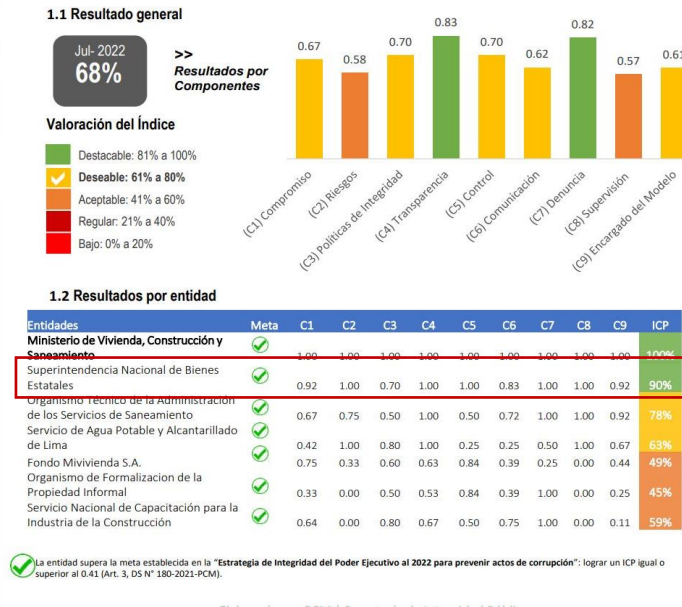 1.1 Resultado general
Jul- 2022
68%
>>
Resultados por
Componentes
0.67
0.58
0.70
0.83
0.70
0.62
0.82
0.57
0.61
(C1) Compromiso
(C2) Riesgos
(C3) Políticas de Integridad
(C4) Transparencia
(C5) Control
(C6) Comunicación
(C7) Denuncia
(C8) Supervisión
(C9) Encargado del Modelo
Valoración del Índice
Destacable: 81% a 100%
Deseable: 61% a 80%
Aceptable: 41% a 60%
Regular: 21% a 40%
Bajo: 0% a 20%
1.2 Resultados por entidad
Entidades Meta C1 C2 C3 C4 C5 C6 C7 C8 C9 ICP
Ministerio de Vivienda, Construcción y
Saneamiento 1.00 1.00 1.00 1.00 1.00 1.00 1.00 1.00 1.00 100%
Superintendencia Nacional de Bienes
Estatales 0.92 1.00 0.70 1.00 1.00 0.83 1.00 1.00 0.92 90%
Organismo Técnico de la Administración
de los Servicios de Saneamiento 0.67 0.75 0.50 1.00 0.50 0.72 1.00 1.00 0.92 78%
Servicio de Agua Potable y Alcantarillado
de Lima 0.42 1.00 0.80 1.00 0.25 0.25 0.50 1.00 0.67 63%
Fondo Mivivienda S.A. 0.75 0.33 0.60 0.63 0.84 0.39 0.25 0.00 0.44 49%
Organismo de Formalizacion de la
Propiedad Informal 0.33 0.00 0.50 0.53 0.84 0.39 1.00 0.00 0.25 45%
Servicio Nacional de Capacitación para la
Industria de la Construcción 0.64 0.00 0.80 0.67 0.50 0.75 1.00 0.00 0.11 59%
La entidad supera la meta establecida en la “Estrategia de Integridad del Poder Ejecutivo al 2022 para prevenir actos de corrupción”: lograr un ICP igual o
superior al 0.41 (Art. 3, DS N° 180-2021-PCM).